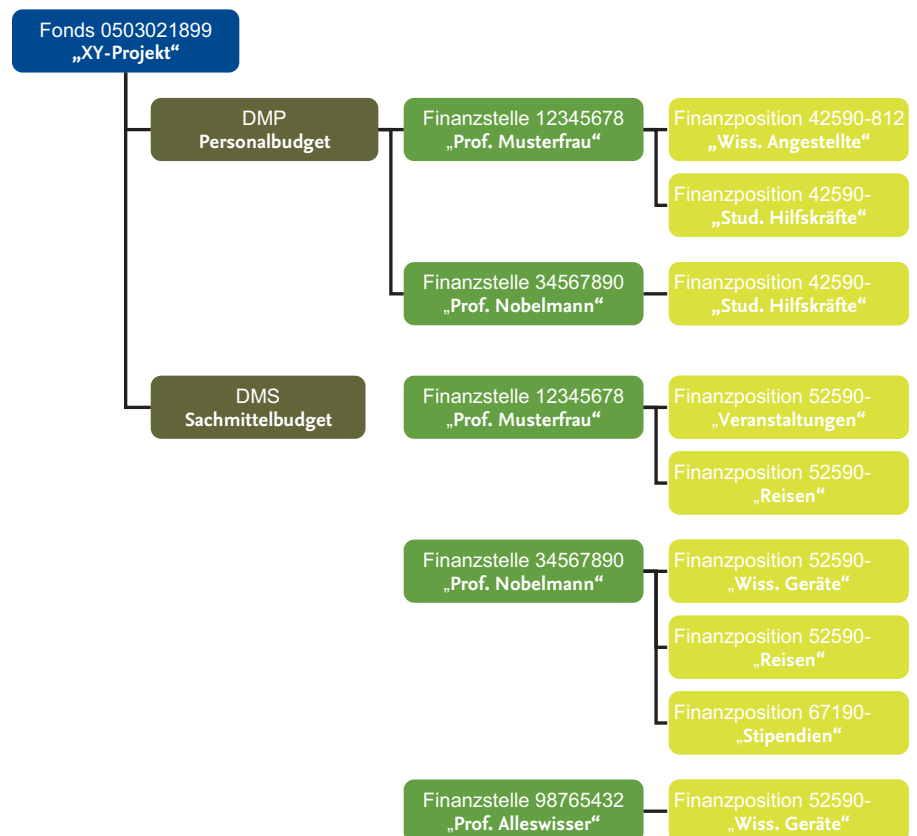 Fonds 0503021899
„XY-Projekt“
DMP
Personalbudget
Finanzstelle 12345678
„Prof. Musterfrau“
Finanzposition 42590-812
„Wiss. Angestellte“
Finanzposition 42590-
„Stud. Hilfskräfte“
Finanzstelle 34567890
„Prof. Nobelmann“
Finanzposition 42590-
„Stud. Hilfskräfte“
DMS
Sachmittelbudget
Finanzstelle 12345678
„Prof. Musterfrau“
Finanzposition 52590-
„Veranstaltungen“
Finanzposition 52590-
„Reisen“
Finanzstelle 34567890
„Prof. Nobelmann“
Finanzposition 52590-
„Wiss. Geräte“
Finanzposition 52590-
„Reisen“
Finanzposition 67190-
„Stipendien“
Finanzstelle 98765432
„Prof. Alleswisser“
Finanzposition 52590-
„Wiss. Geräte“